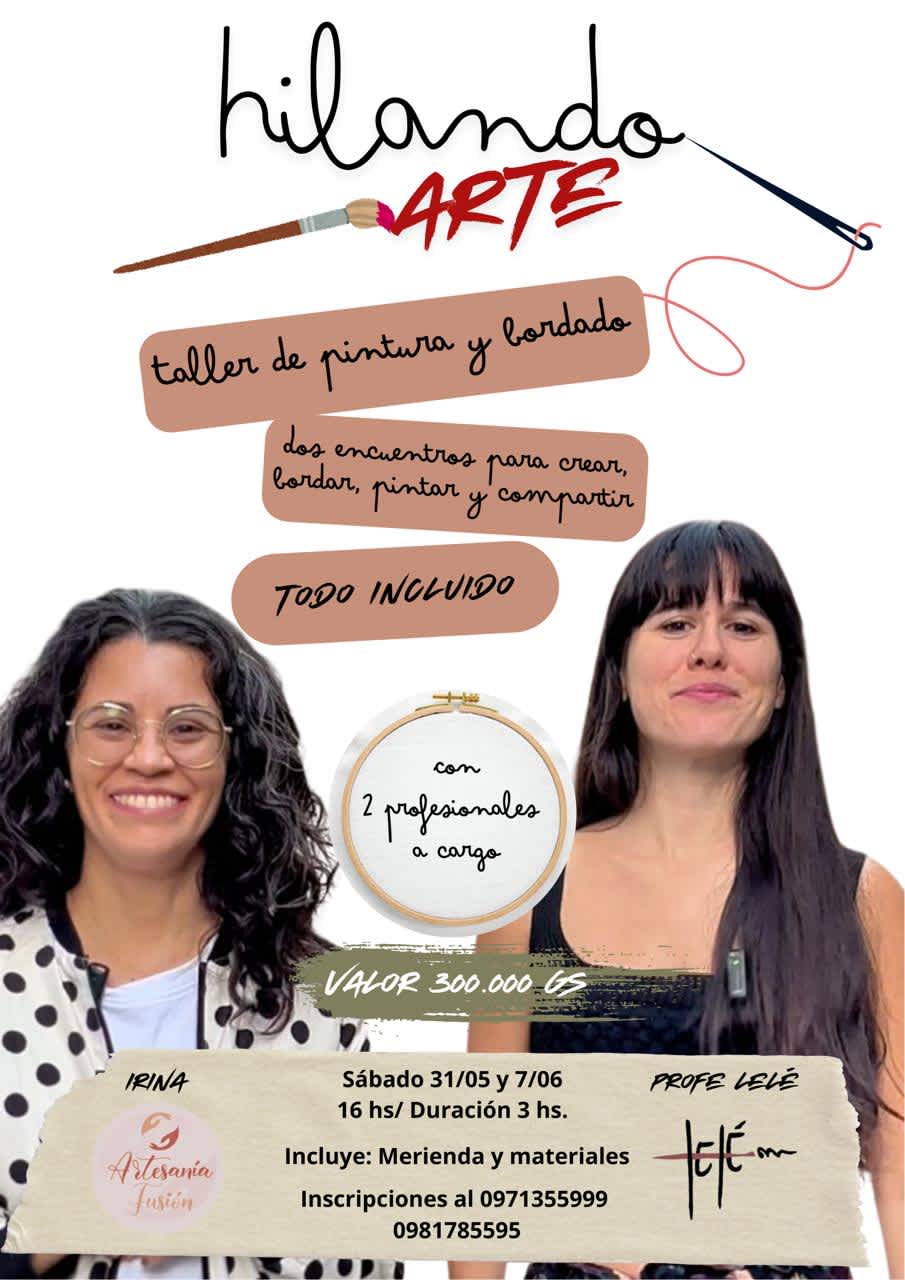 hilando
ARTE
taller de pintura y bordado
dos encuentros para crear,
bordar, pintar y compartir
TODO INCLUIDO
con
2 profesionales
a cargo
VALOR 300.000 GS
IRINA
Artesanía
Fusión
Sábado 31/05 y 7/06
16 hs/ Duración 3 hs.
Incluye: Merienda y materiales
Inscripciones al 0971355999
0981785595
PROFE LELÉ
lelé